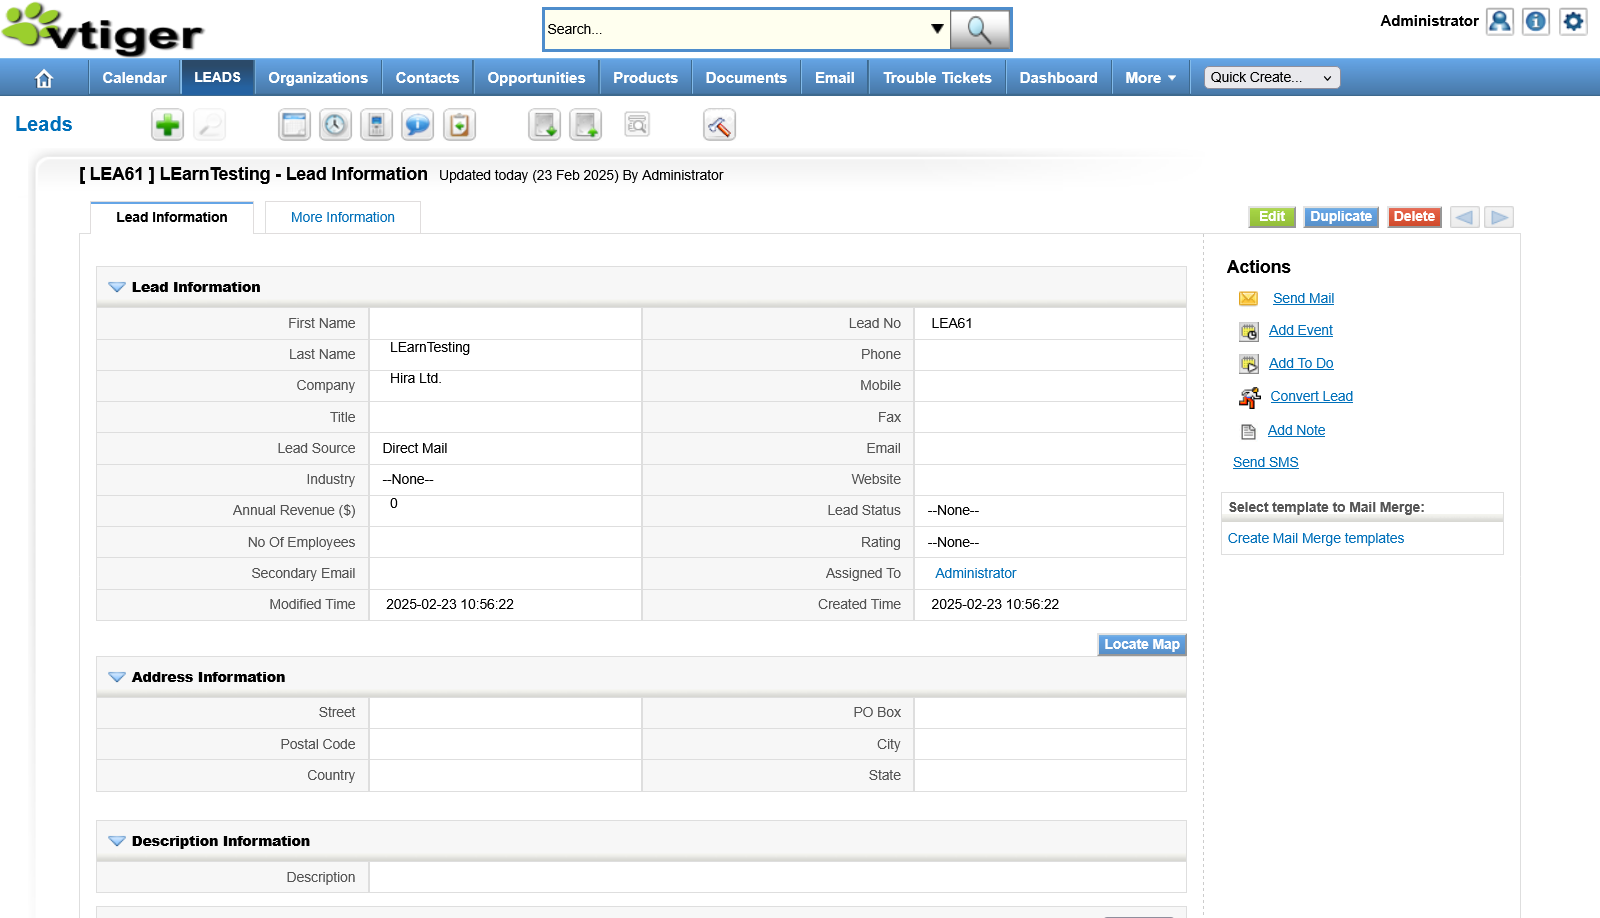 vtiger
Search...
Administrator
Calendar LEADS Organizations Contacts Opportunities Products Documents Email Trouble Tickets Dashboard More Quick Create...
Leads
[ LEA61 ] LEarnTesting - Lead Information Updated today (23 Feb 2025) By Administrator
Lead Information More Information Edit Duplicate Delete
Lead Information
First Name Lead No LEA61
Last Name LEarnTesting Phone
Company Hira Ltd. Mobile
Title Fax
Lead Source Direct Mail Email
Industry --None-- Website
Annual Revenue ($) 0 Lead Status --None--
No Of Employees Rating --None--
Secondary Email Assigned To Administrator
Modified Time 2025-02-23 10:56:22 Created Time 2025-02-23 10:56:22
Locate Map
Address Information
Street PO Box
Postal Code City
Country State
Description Information
Description
Actions
Send Mail
Add Event
Add To Do
Convert Lead
Add Note
Send SMS
Select template to Mail Merge:
Create Mail Merge templates